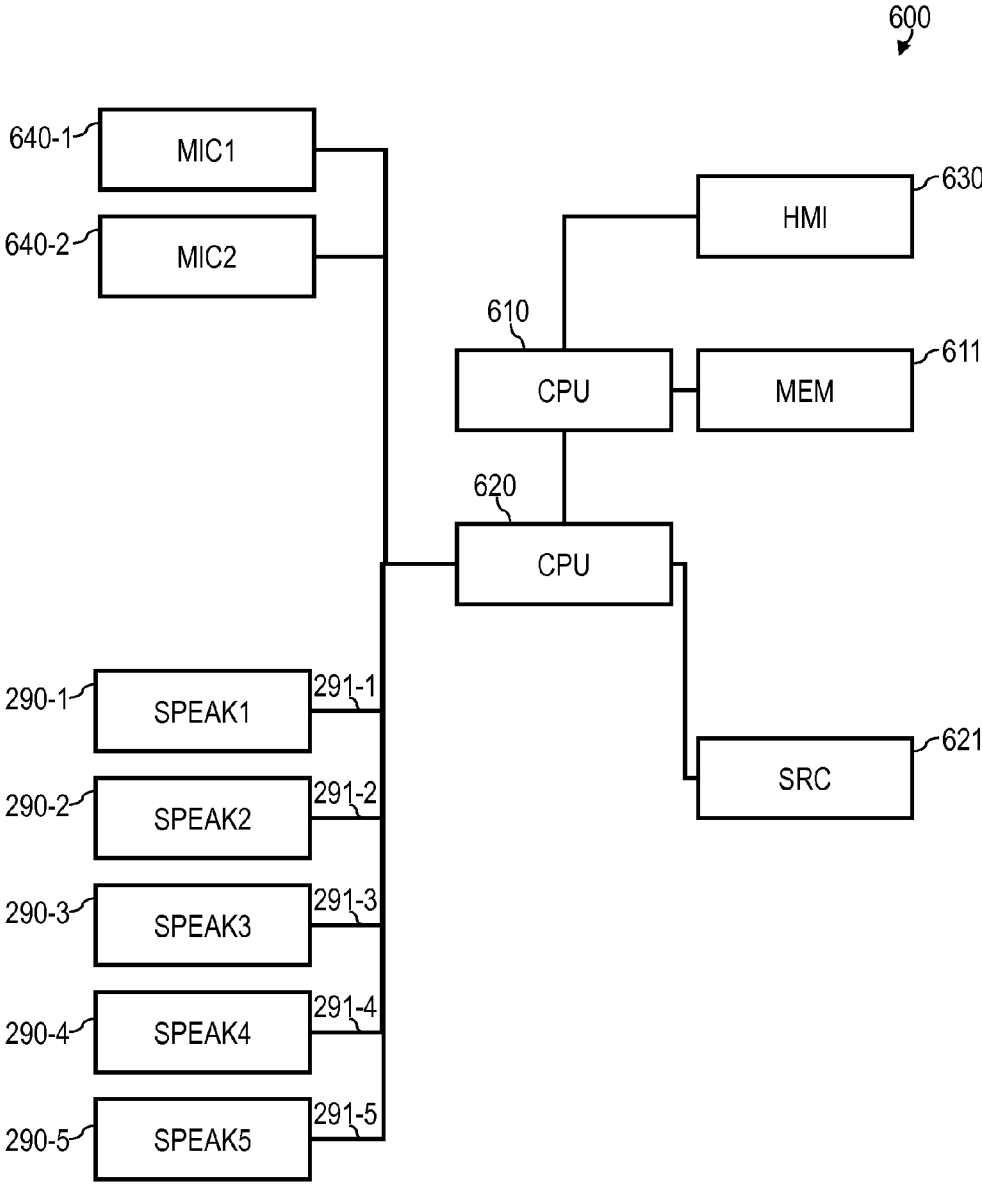 600
640-1
MIC1
630
HMI
640-2
MIC2
610
611
CPU
MEM
620
CPU
290-1
SPEAK1
291-1
621
SRC
290-2
SPEAK2
291-2
290-3
SPEAK3
291-3
290-4
SPEAK4
291-4
290-5
SPEAK5
291-5